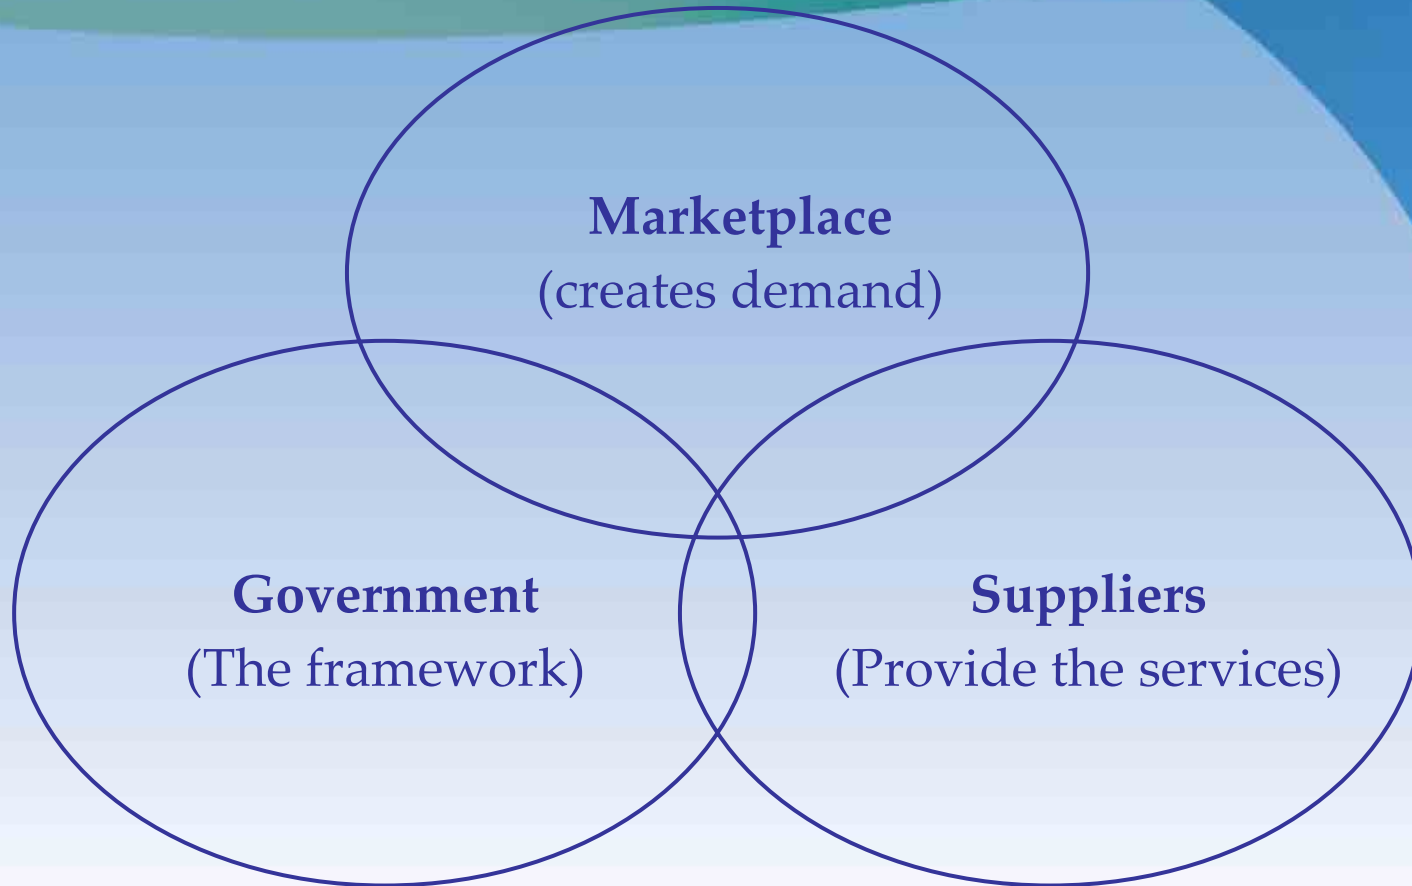 Marketplace
(creates demand)
Government
(The framework)
Suppliers
(Provide the services)